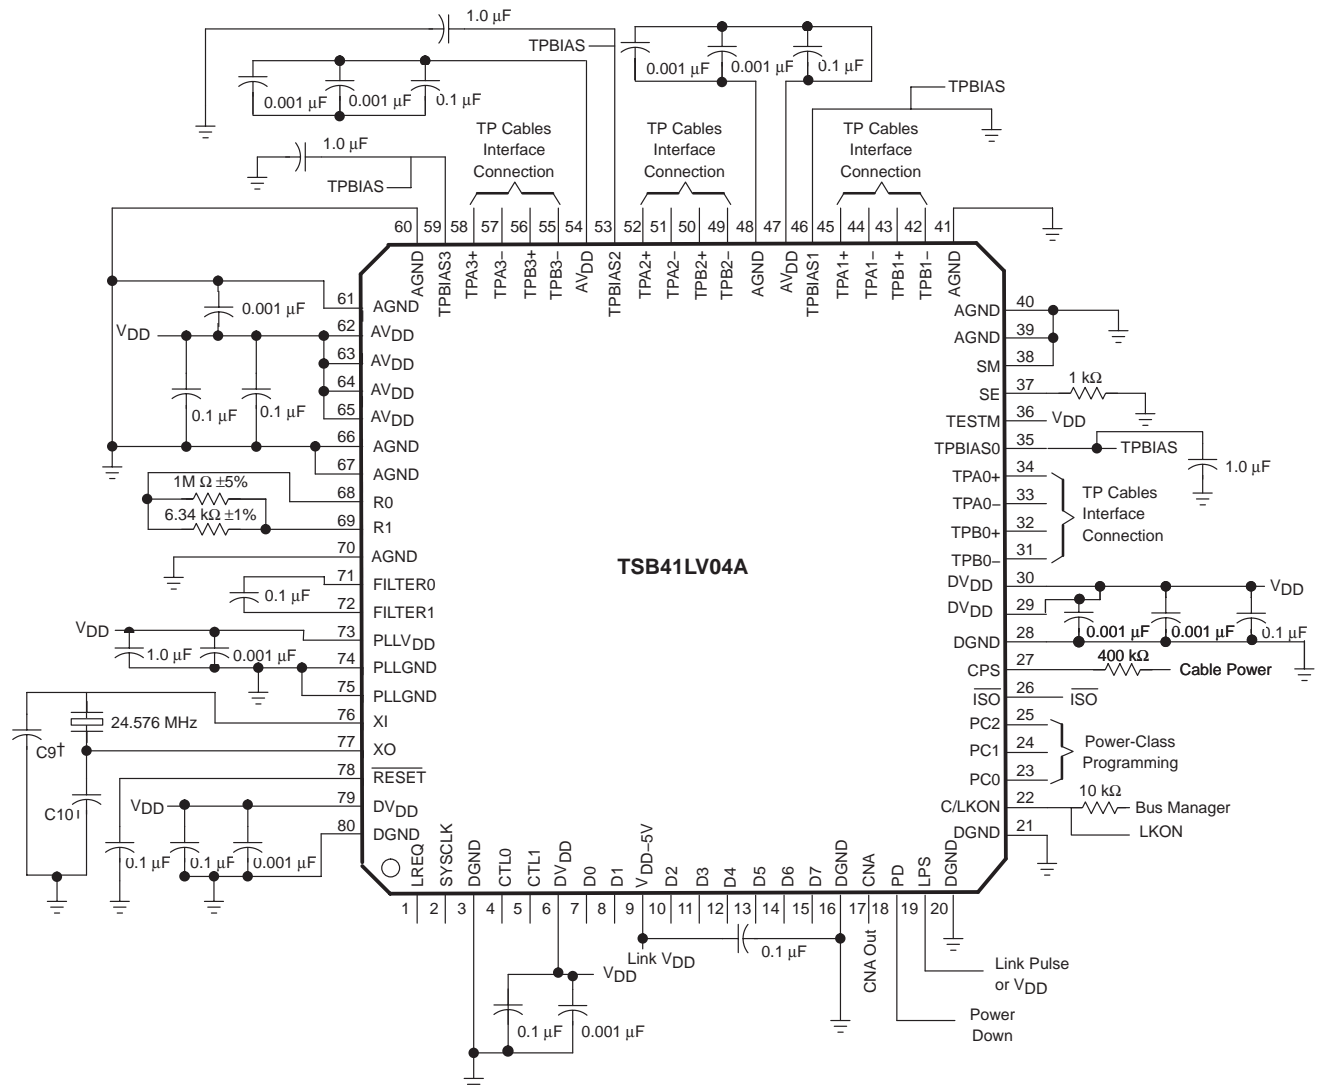 1.0 µF
TPBIAS
0.001 µF
0.001 µF
0.1 µF
0.001 µF
0.001 µF
0.1 µF
TPBIAS
1.0 µF
TPBIAS
TP Cables
Interface
Connection
TP Cables
Interface
Connection
TP Cables
Interface
Connection
60 59 58 57 56 55 54 53 52 51 50 49 48 47 46 45 44 43 42 41
AGND
TPBIAS3
TPA3+
TPA3−
TPB3+
TPB3−
AVDD
TPBIAS2
TPA2+
TPA2−
TPB2+
TPB2−
AGND
AVDD
TPBIAS1
TPA1+
TPA1−
TPB1+
TPB1−
AGND
61 AGND
0.001 µF
VDD
62 AVDD
63 AVDD
64 AVDD
65 AVDD
0.1 µF
0.1 µF
66 AGND
67 AGND
1M Ω ±5%
68 R0
6.34 kΩ ±1%
69 R1
70 AGND
71 FILTER0
0.1 µF
72 FILTER1
VDD
73 PLLVDD
1.0 µF
0.001 µF
74 PLLGND
75 PLLGND
24.576 MHz
76 XI
C9†
77 XO
78 RESET
C10
VDD
79 DVDD
80 DGND
0.1 µF
0.1 µF
0.001 µF
TSB41LV04A
AGND 40
AGND 39
SM 38
SE 37
1 kΩ
TESTM 36
VDD
TPBIAS0 35
TPBIAS
1.0 µF
TPA0+ 34
TPA0− 33
TPB0+ 32
TPB0− 31
TP Cables
Interface
Connection
DVDD 30
VDD
DVDD 29
0.001 µF
0.001 µF
0.1 µF
DGND 28
CPS 27
400 kΩ
Cable Power
ISO 26
ISO
PC2 25
PC1 24
PC0 23
Power-Class
Programming
C/LKON 22
10 kΩ
Bus Manager
LKON
DGND 21
LREQ
SYSCLK
DGND
CTL0
CTL1
DVDD
D0
D1
VDD−5V
D2
D3
D4
D5
D6
D7
DGND
CNA
PD
LPS
DGND
1 2 3 4 5 6 7 8 9 10 11 12 13 14 15 16 17 18 19 20
Link VDD
0.1 µF
CNA Out
VDD
0.1 µF
0.001 µF
Link Pulse
or VDD
Power
Down